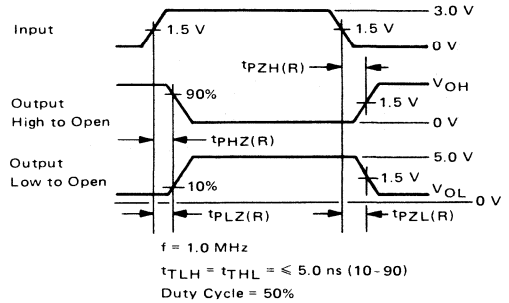 3.0 V
Input
1.5 V
1.5 V
0 V
tPZH(R)
90%
VOH
Output
High to Open
1.5 V
0 V
tPHZ(R)
5.0 V
Output
Low to Open
1.5 V
10%
VOL
0 V
tPLZ(R)
tPZL(R)
f = 1.0 MHz
tTLH = tTHL = ≤ 5.0 ns (10-90)
Duty Cycle = 50%